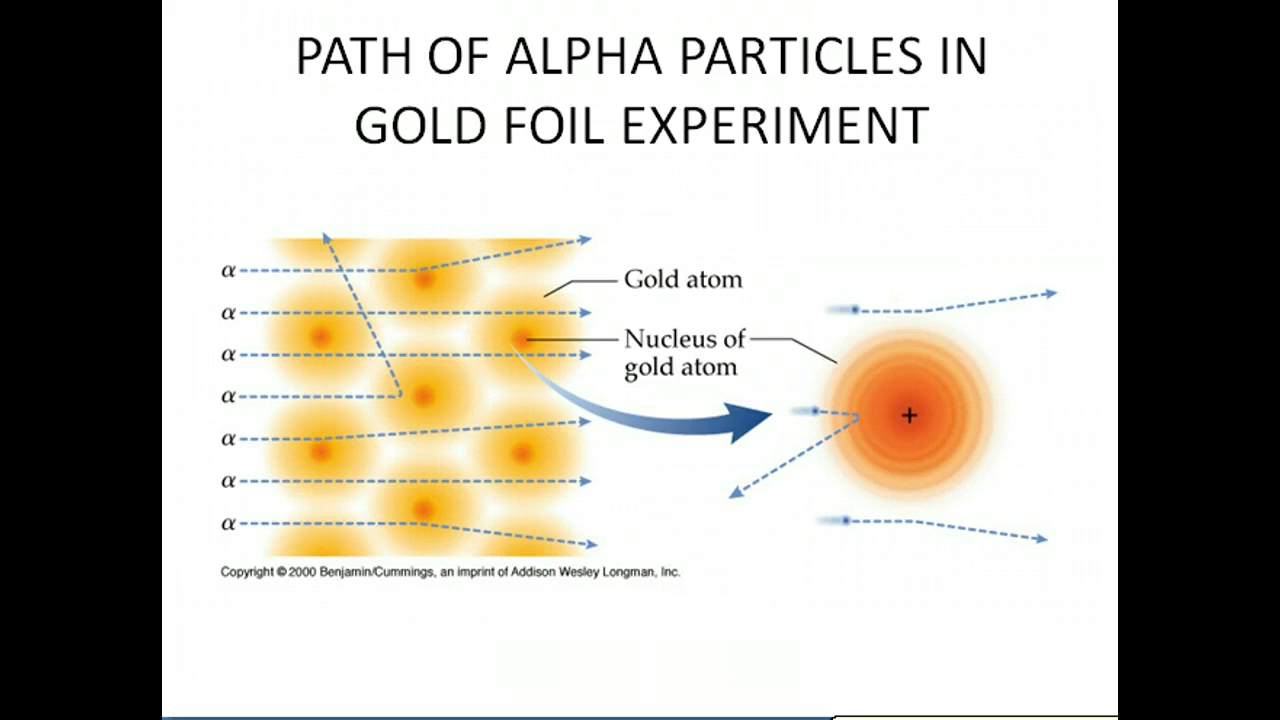 PATH OF ALPHA PARTICLES IN
GOLD FOIL EXPERIMENT
α
α
α
α
α
α
α
Gold atom
Nucleus of
gold atom
+
Copyright © 2000 Benjamin/Cummings, an imprint of Addison Wesley Longman, Inc.